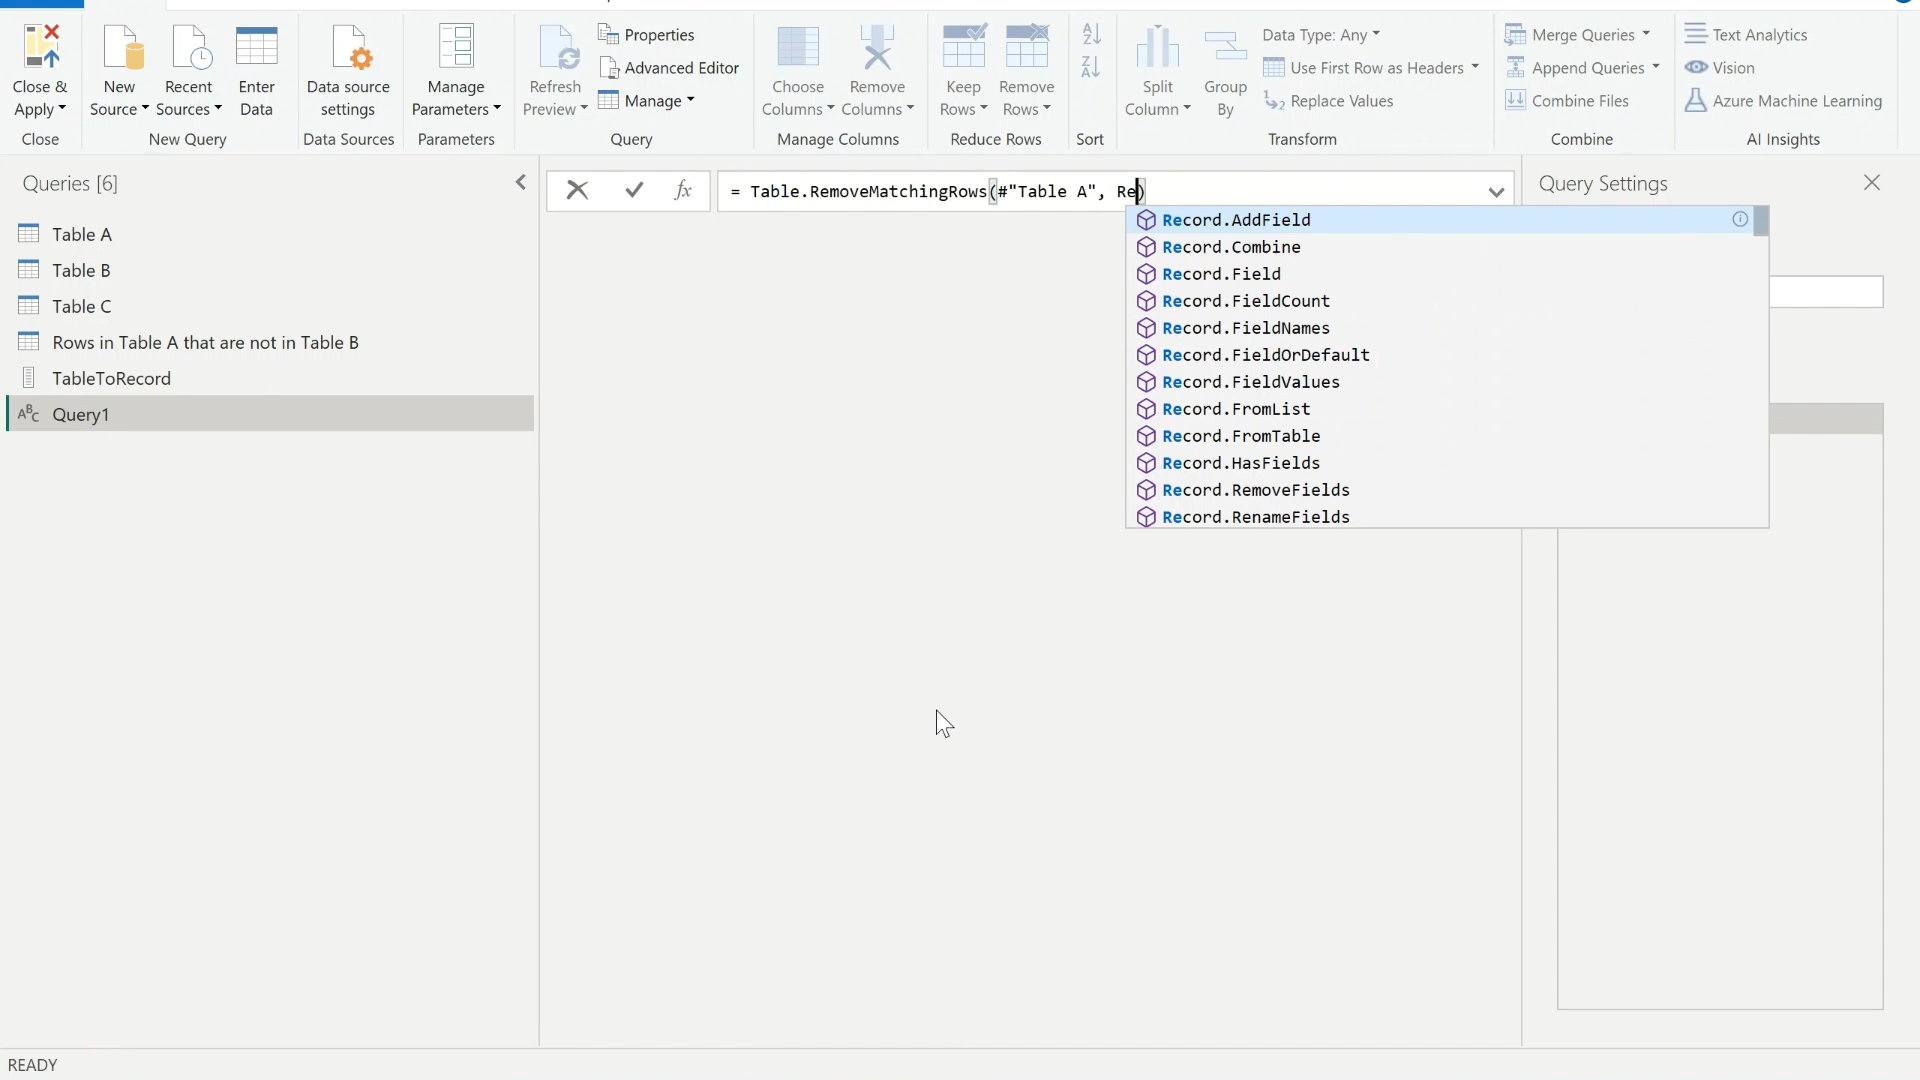 Close & Apply
Close
New Source
Recent Sources
Enter Data
New Query
Data source settings
Data Sources
Manage Parameters
Parameters
Refresh Preview
Properties
Advanced Editor
Manage
Query
Choose Columns
Remove Columns
Manage Columns
Keep Rows
Remove Rows
Reduce Rows
Sort
Split Column
Group By
Data Type: Any
Use First Row as Headers
Replace Values
Transform
Merge Queries
Append Queries
Combine Files
Combine
Text Analytics
Vision
Azure Machine Learning
AI Insights
Queries [6]
Table A
Table B
Table C
Rows in Table A that are not in Table B
TableToRecord
Query1
fx
= Table.RemoveMatchingRows(#"Table A", Re)
Record.AddField
Record.Combine
Record.Field
Record.FieldCount
Record.FieldNames
Record.FieldOrDefault
Record.FieldValues
Record.FromList
Record.FromTable
Record.HasFields
Record.RemoveFields
Record.RenameFields
Query Settings
READY